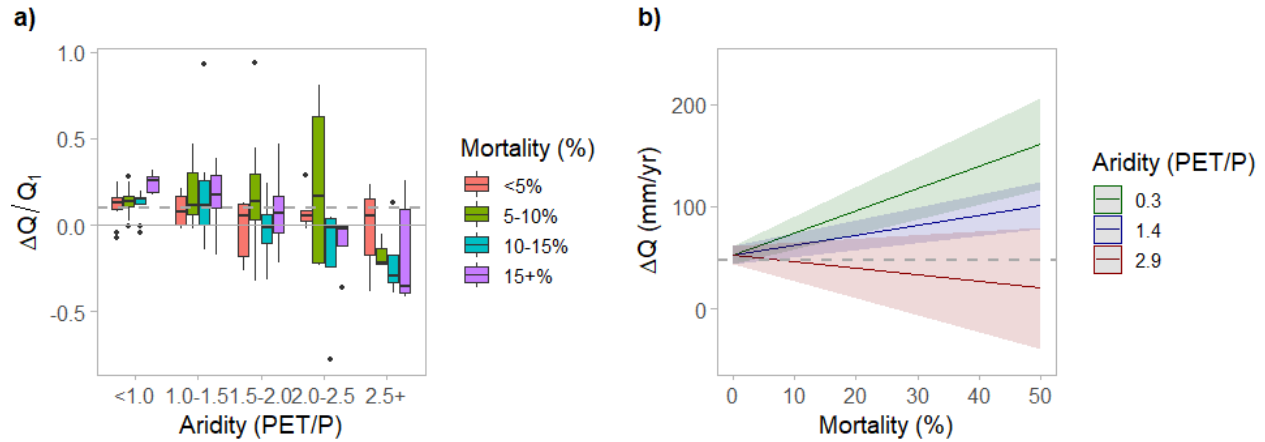 a)
1.0
0.5
0.0
-0.5
ΔQ/ Q1
<1.0 1.0-1.5 1.5-2.0 2.0-2.5 2.5+
Aridity (PET/P)
Mortality (%)
<5%
5-10%
10-15%
15+%
b)
200
100
0
ΔQ (mm/yr)
0 10 20 30 40 50
Mortality (%)
Aridity (PET/P)
0.3
1.4
2.9